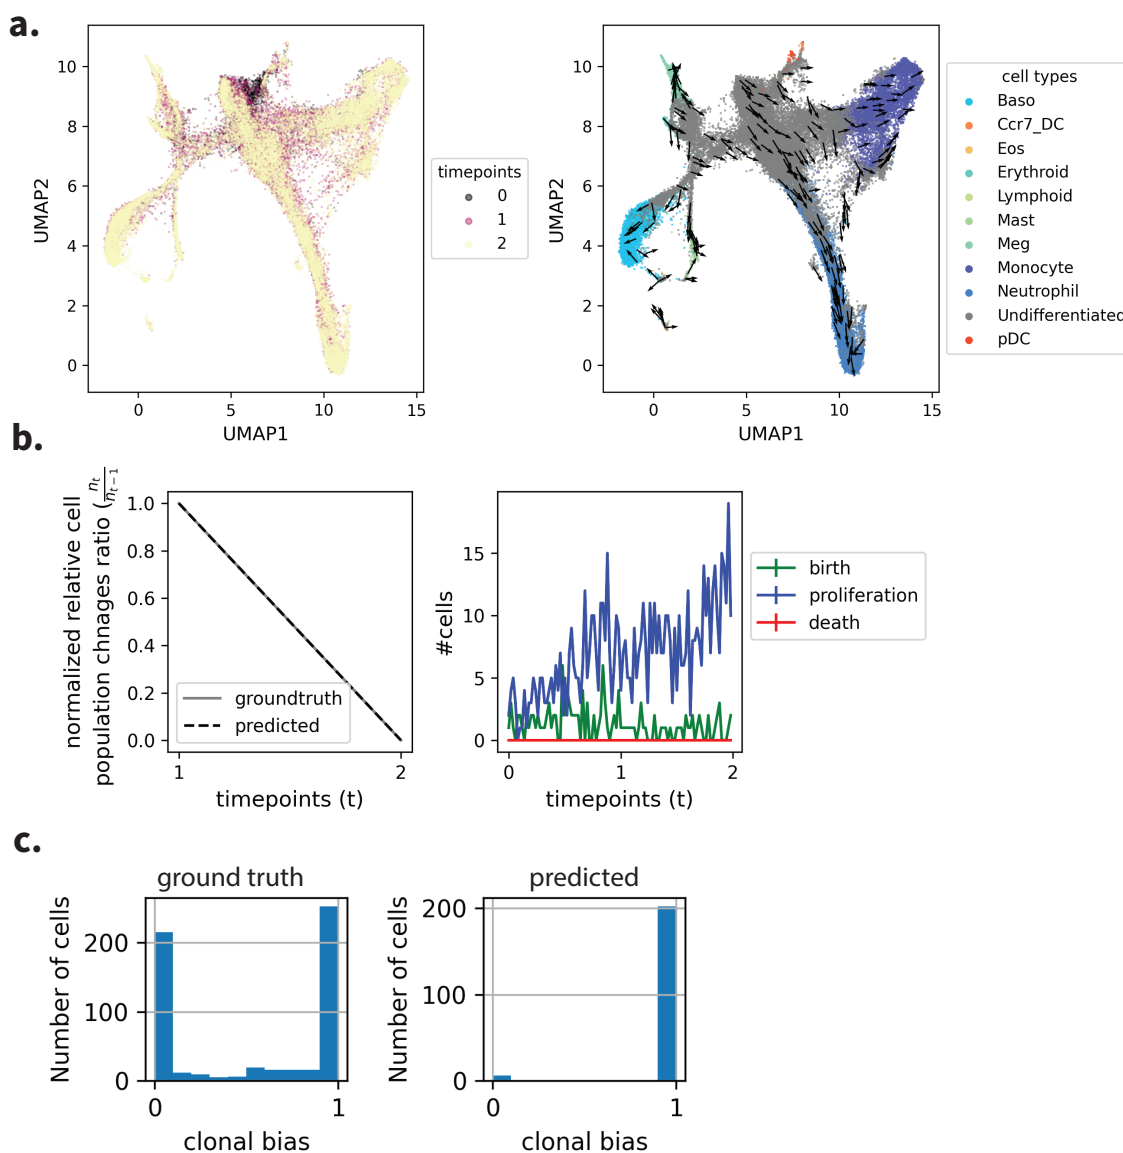 a.
10
8
6
4
2
0
UMAP2
0
5
10
15
UMAP1
timepoints
0
1
2
10
8
6
4
2
0
UMAP2
0
5
10
15
UMAP1
cell types
Baso
Ccr7_DC
Eos
Erythroid
Lymphoid
Mast
Meg
Monocyte
Neutrophil
Undifferentiated
pDC
b.
normalized relative cell
population chnages ratio (n_t/n_{t−1}
1.0
0.8
0.6
0.4
0.2
0.0
groundtruth
predicted
1
2
timepoints (t)
#cells
15
10
5
0
0
1
2
timepoints (t)
birth
proliferation
death
c.
ground truth
Number of cells
200
100
0
0
1
clonal bias
predicted
Number of cells
200
100
0
0
1
clonal bias